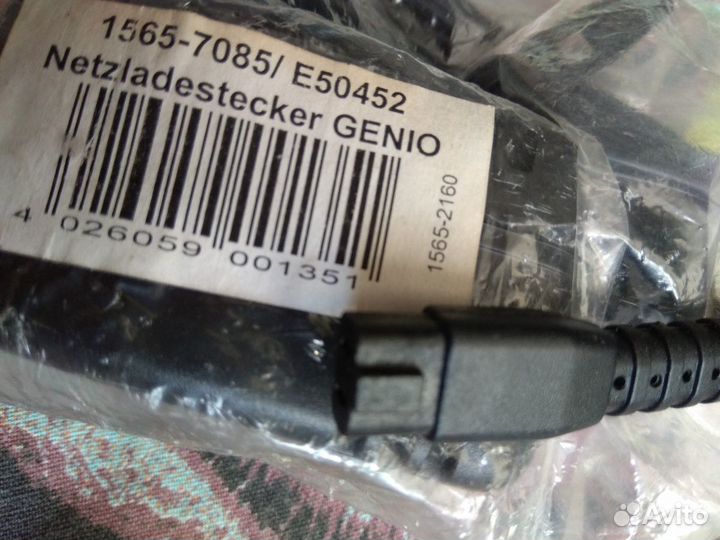 1565-7085/ E50452
Netzladestecker GENIO
4 026059 001351
1565-2160
Avito